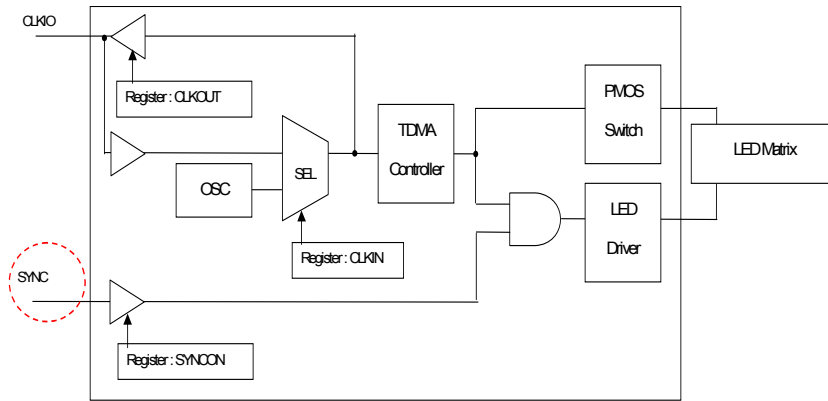 CLKIO
Register : CLKOUT
PMOS
Switch
TDMA
Controller
LED Matrix
SEL
OSC
LED
Driver
Register : CLKIN
SYNC
Register : SYNCON